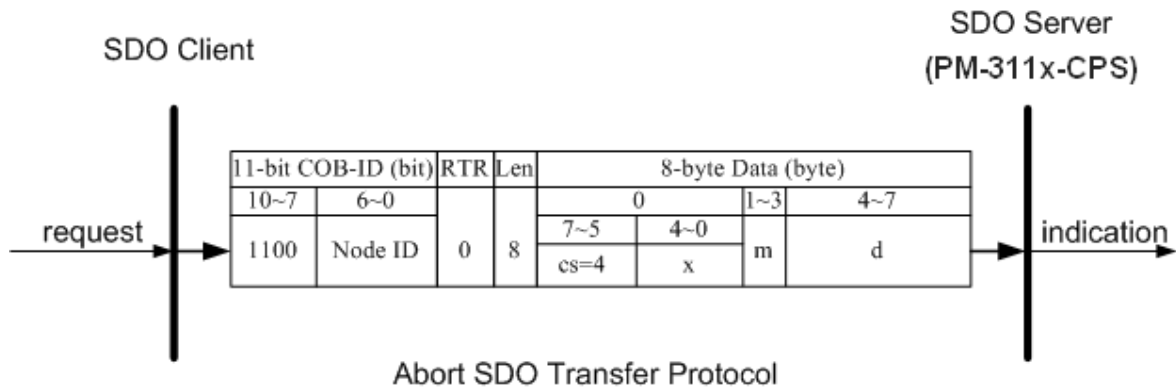 SDO Client
SDO Server
(PM-311x-CPS)
11-bit COB-ID (bit) RTR Len 8-byte Data (byte)
10~7 6~0 0 1~3 4~7
request 1100 Node ID 0 8 7~5 4~0 m d indication
cs=4 x
Abort SDO Transfer Protocol